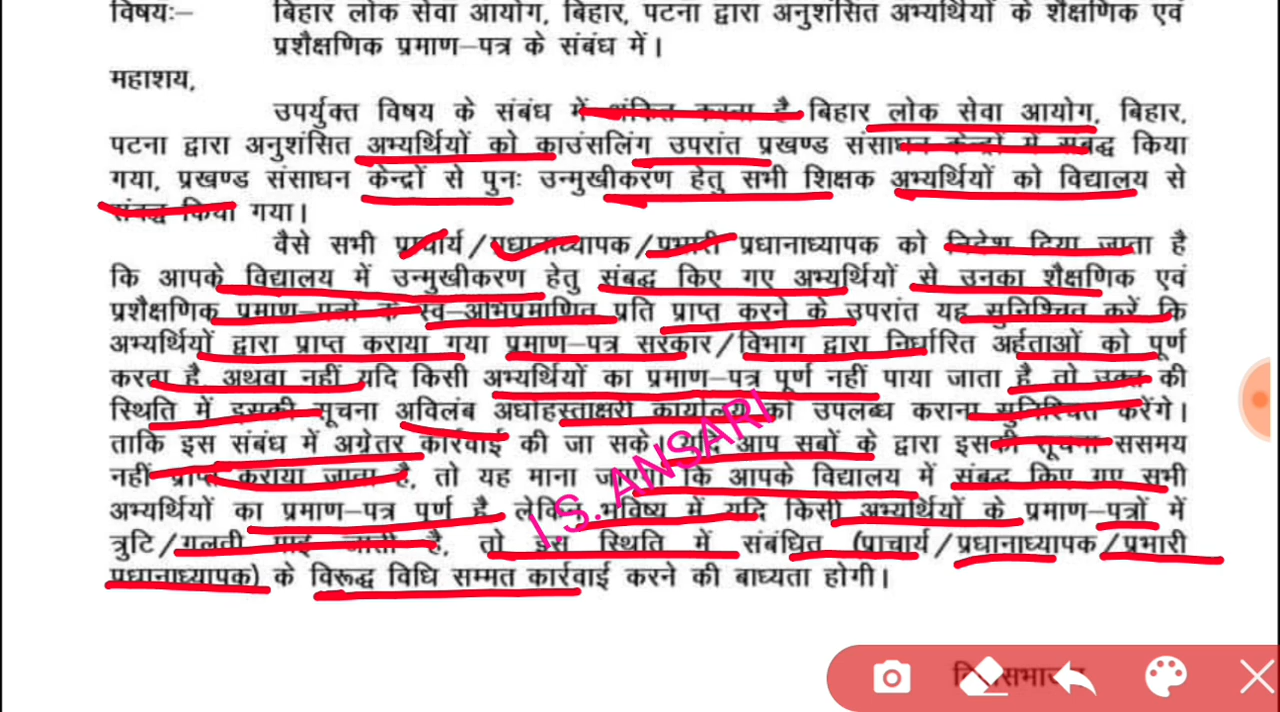 विषयः– बिहार लोक सेवा आयोग, बिहार, पटना द्वारा अनुशंसित अभ्यर्थियों के शैक्षणिक एवं
प्रशैक्षणिक प्रमाण–पत्र के संबंध में।
महाशय,
उपर्युक्त विषय के संबंध में अंकित करना है बिहार लोक सेवा आयोग, बिहार,
पटना द्वारा अनुशंसित अभ्यर्थियों को काउंसलिंग उपरांत प्रखण्ड संसाधन केन्द्रों में संबद्ध किया
गया, प्रखण्ड संसाधन केन्द्रों से पुनः उन्मुखीकरण हेतु सभी शिक्षक अभ्यर्थियों को विद्यालय से
संबद्ध किया गया।
वैसे सभी प्राचार्य/प्रधानाध्यापक/प्रभारी प्रधानाध्यापक को निदेश दिया जाता है
कि आपके विद्यालय में उन्मुखीकरण हेतु संबद्ध किए गए अभ्यर्थियों से उनका शैक्षणिक एवं
प्रशैक्षणिक प्रमाण–पत्रों के स्व–अभिप्रमाणित प्रति प्राप्त करने के उपरांत यह सुनिश्चित करें कि
अभ्यर्थियों द्वारा प्राप्त कराया गया प्रमाण–पत्र सरकार/विभाग द्वारा निर्धारित अर्हताओं को पूर्ण
करता है, अथवा नहीं यदि किसी अभ्यर्थियों का प्रमाण–पत्र पूर्ण नहीं पाया जाता है तो उक्त की
स्थिति में इसकी सूचना अविलंब अधोहस्ताक्षरी कार्यालय को उपलब्ध कराना सुनिश्चित करेंगे।
ताकि इस संबंध में अग्रेतर कार्रवाई की जा सके। यदि आप सबों के द्वारा इसकी सूचना ससमय
नहीं प्राप्त कराया जाता है, तो यह माना जाएगा कि आपके विद्यालय में संबद्ध किए गए सभी
अभ्यर्थियों का प्रमाण–पत्र पूर्ण है, लेकिन भविष्य में यदि किसी अभ्यर्थियों के प्रमाण–पत्रों में
त्रुटि/गलती पाई जाती है, तो इस स्थिति में संबंधित (प्राचार्य/प्रधानाध्यापक/प्रभारी
प्रधानाध्यापक) के विरूद्ध विधि सम्मत कार्रवाई करने की बाध्यता होगी।
I.S. ANSARI